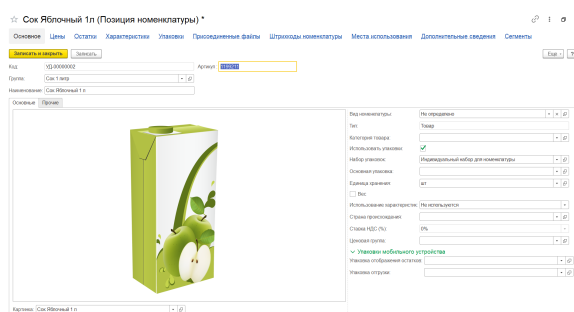 Сок Яблочный 1л (Позиция номенклатуры) *
Основное Цены Остатки Характеристики Упаковки Присоединенные файлы Штрихкоды номенклатуры Места использования Дополнительные сведения Сегменты
Записать и закрыть Записать Еще ?
Код: УД-00000002 Артикул:
Группа: Сок 1 литр
Наименование: Сок Яблочный 1 л
Основные Прочие
Вид номенклатуры: Не определено
Тип: Товар
Категория товара:
Использовать упаковки:
Набор упаковок: Индивидуальный набор для номенклатуры
Основная упаковка:
Единица хранения: шт
Вес
Использование характеристик: Не используются
Страна происхождения:
Ставка НДС (%): 0%
Ценовая группа:
Упаковки мобильного устройства
Упаковка отображения остатков:
Упаковка отгрузки:
Картинка: Сок Яблочный 1 л